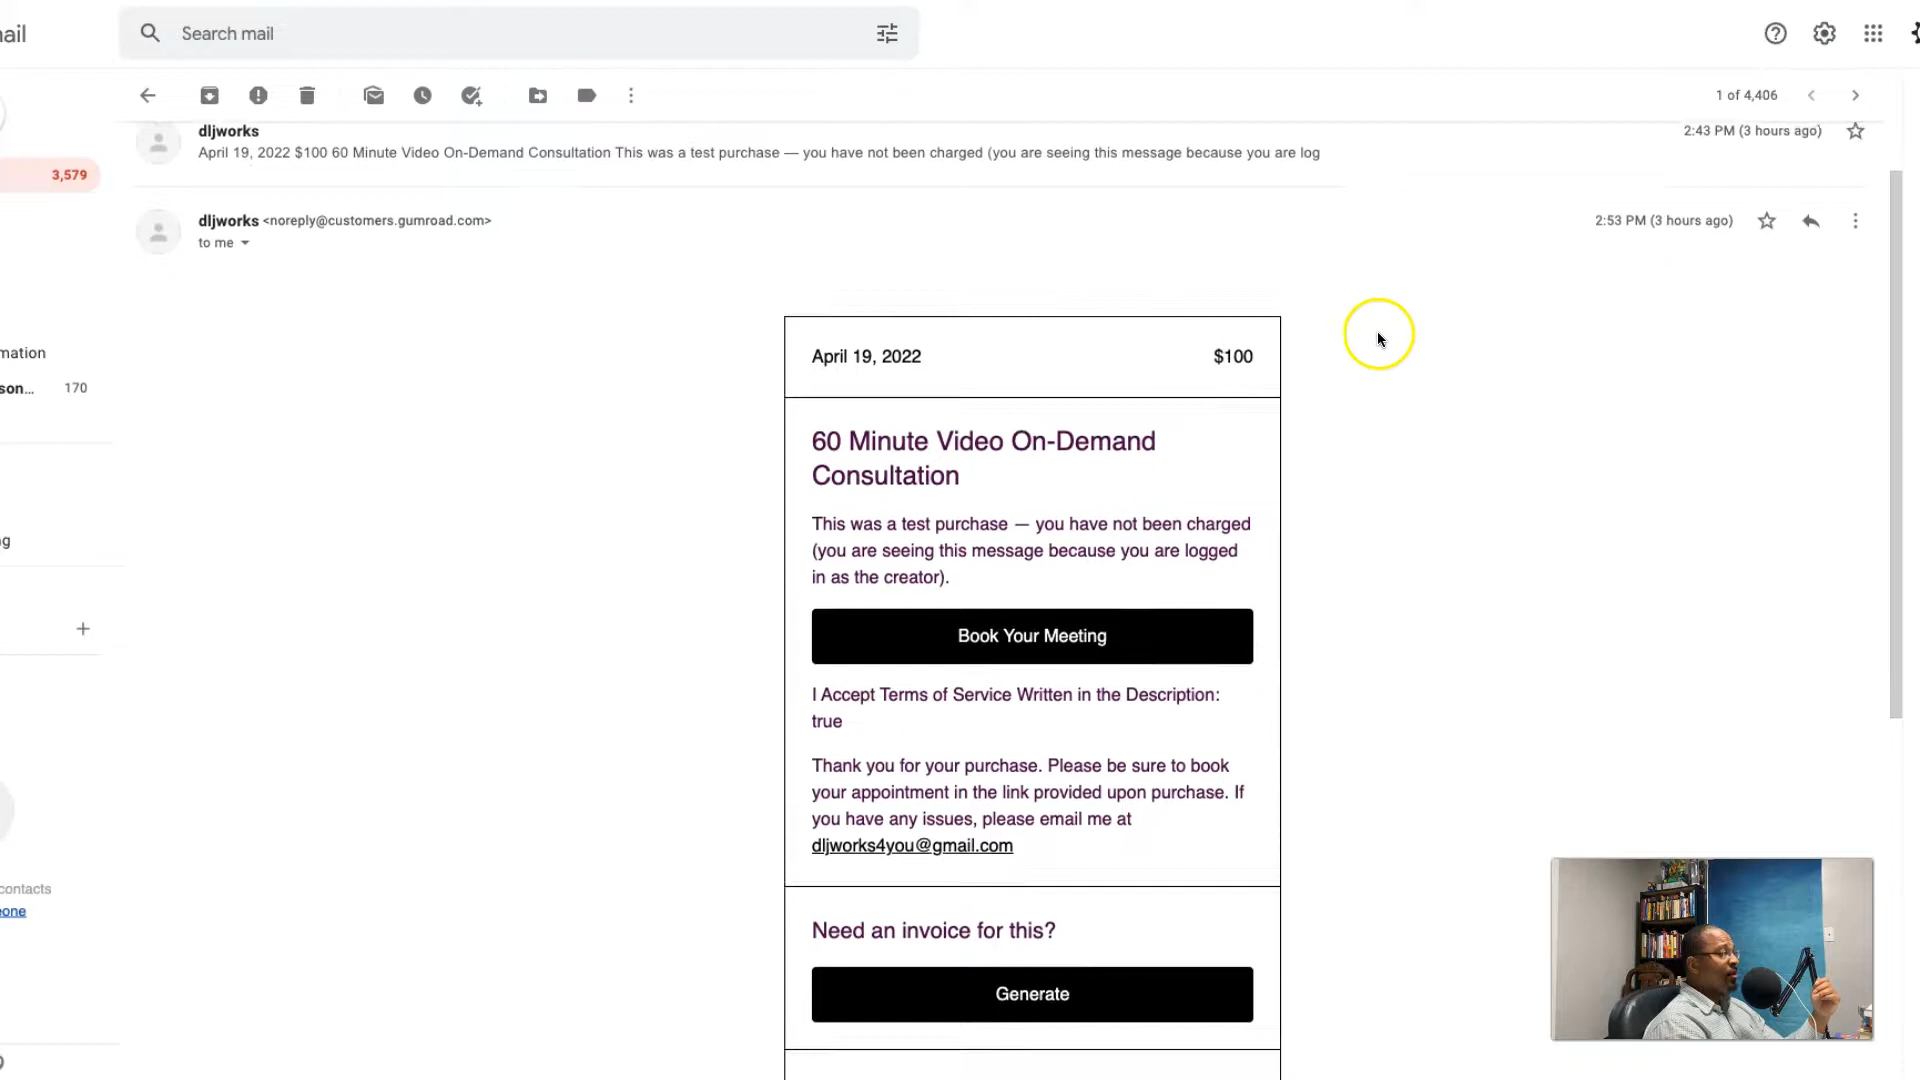 ail
Search mail
1 of 4,406
dljworks
2:43 PM (3 hours ago)
April 19, 2022 $100 60 Minute Video On-Demand Consultation This was a test purchase — you have not been charged (you are seeing this message because you are log
3,579
dljworks <noreply@customers.gumroad.com>
2:53 PM (3 hours ago)
to me
mation
son...
170
ng
contacts
eone
April 19, 2022
$100
60 Minute Video On-Demand
Consultation
This was a test purchase — you have not been charged
(you are seeing this message because you are logged
in as the creator).
Book Your Meeting
I Accept Terms of Service Written in the Description:
true
Thank you for your purchase. Please be sure to book
your appointment in the link provided upon purchase. If
you have any issues, please email me at
dljworks4you@gmail.com
Need an invoice for this?
Generate